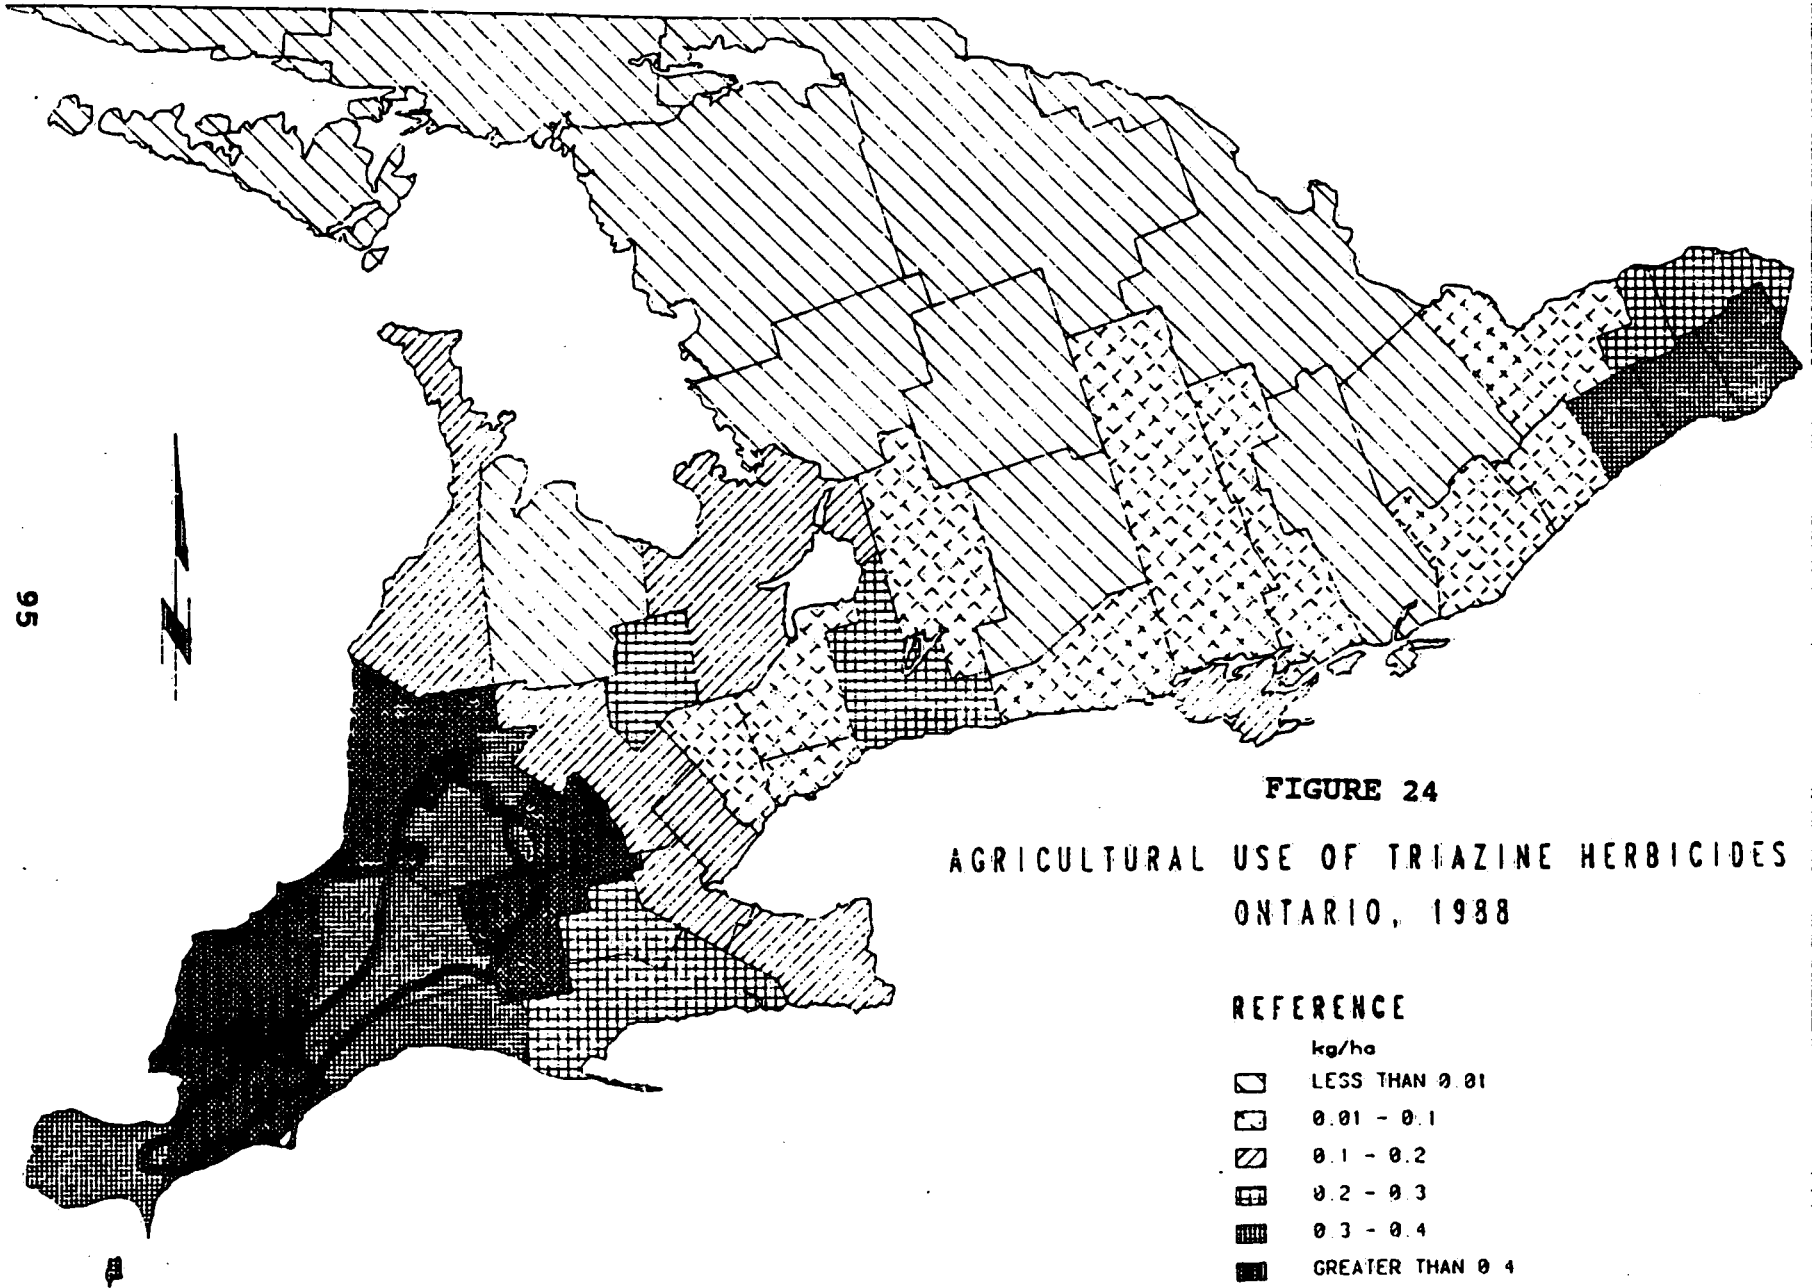 95
N
FIGURE 24
AGRICULTURAL USE OF TRIAZINE HERBICIDES
ONTARIO, 1988
REFERENCE
kg/ha
LESS THAN 0.01
0.01 - 0.1
0.1 - 0.2
0.2 - 0.3
0.3 - 0.4
GREATER THAN 0 4